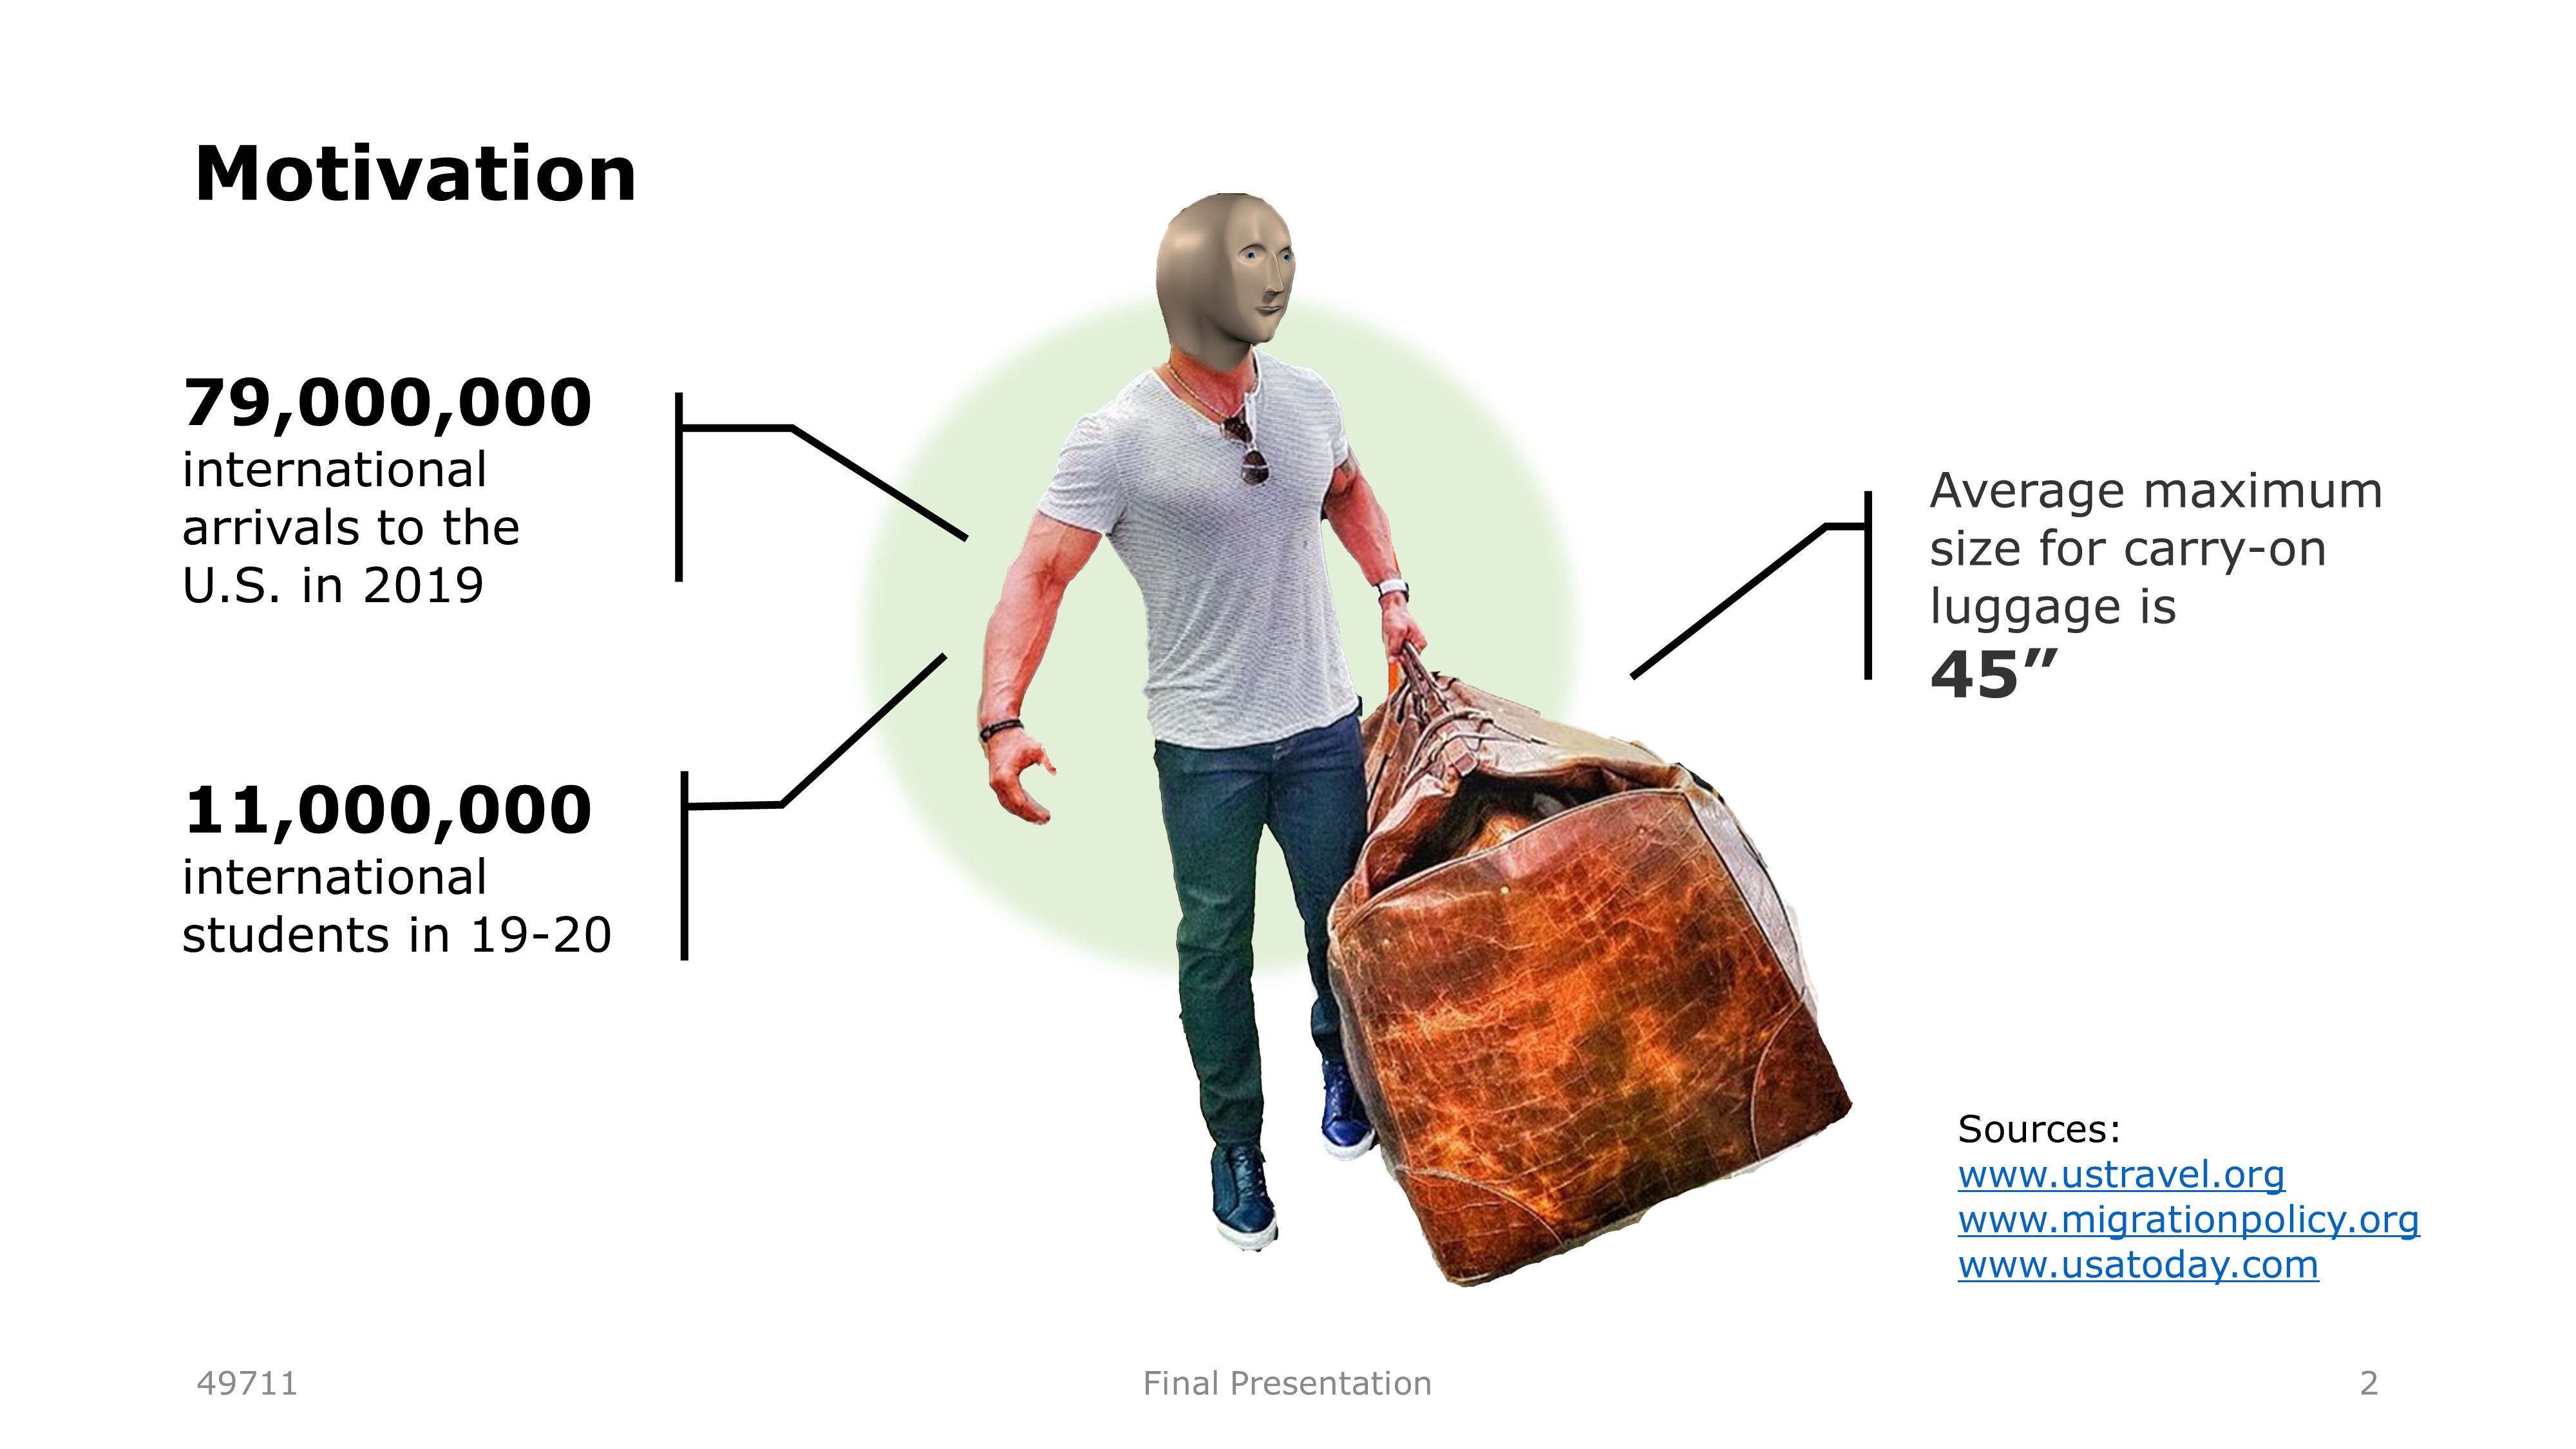 Motivation
79,000,000
international
arrivals to the
U.S. in 2019
11,000,000
international
students in 19-20
Average maximum
size for carry-on
luggage is
45”
Sources:
www.ustravel.org
www.migrationpolicy.org
www.usatoday.com
49711
Final Presentation
2